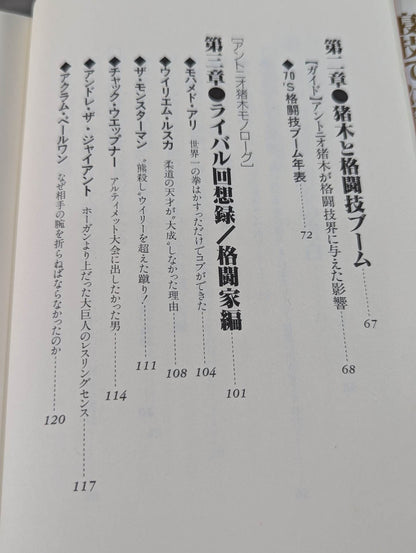 第二章●猪木と格闘技ブーム 67
[ガイド]アントニオ猪木が格闘技界に与えた影響 68
◆70'S格闘技ブーム年表 72
[アントニオ猪木モノローグ]
第三章●ライバル回想録/格闘家編 101
◆モハメド・アリ 世界一の拳はかすっただけでコブができた 104
◆ウイリエム・ルスカ 柔道の天才が“大成”しなかった理由 108
◆ザ・モンスターマン “熊殺し”ウイリーを超えた蹴り! 111
◆チャック・ウエップナー アルティメット大会に出したかった男 114
◆アンドレ・ザ・ジャイアント ホーガンより上だった大巨人のレスリングセンス 117
◆アクラム・ペールワン なぜ相手の腕を折らねばならなかったのか 120